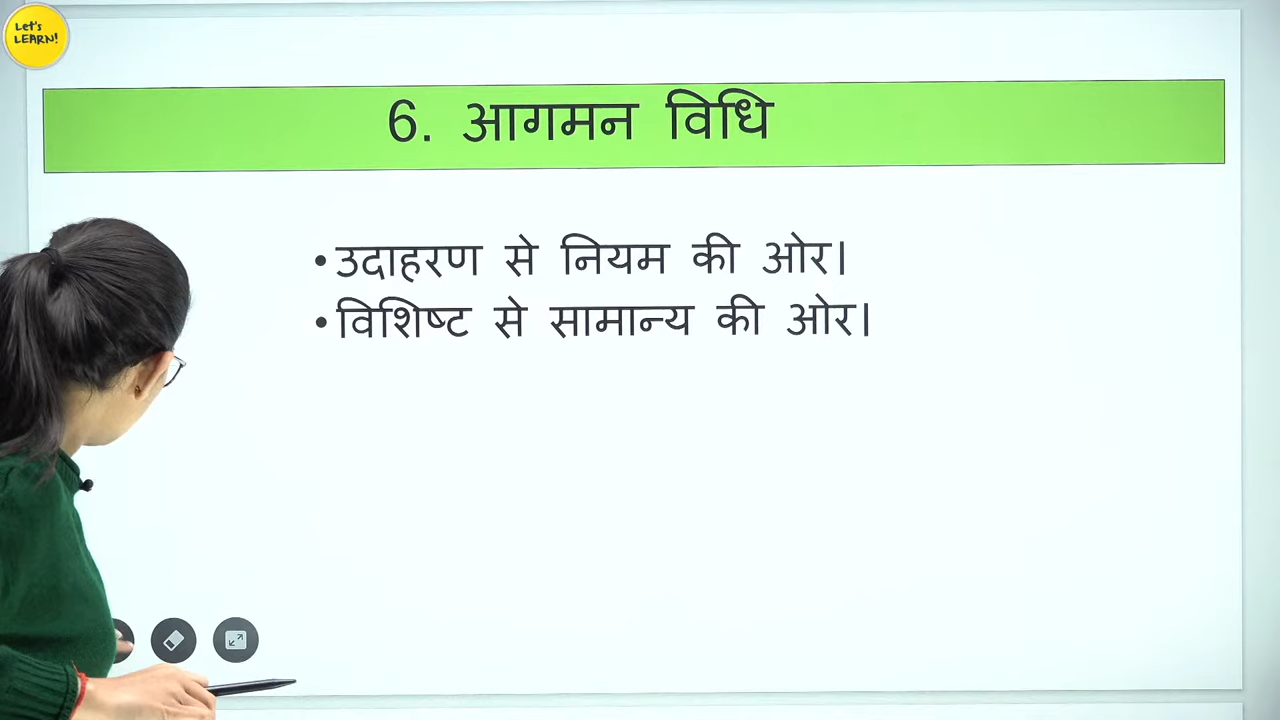 Let's
LEARN!
6. आगमन विधि
•उदाहरण से नियम की ओर।
•विशिष्ट से सामान्य की ओर।